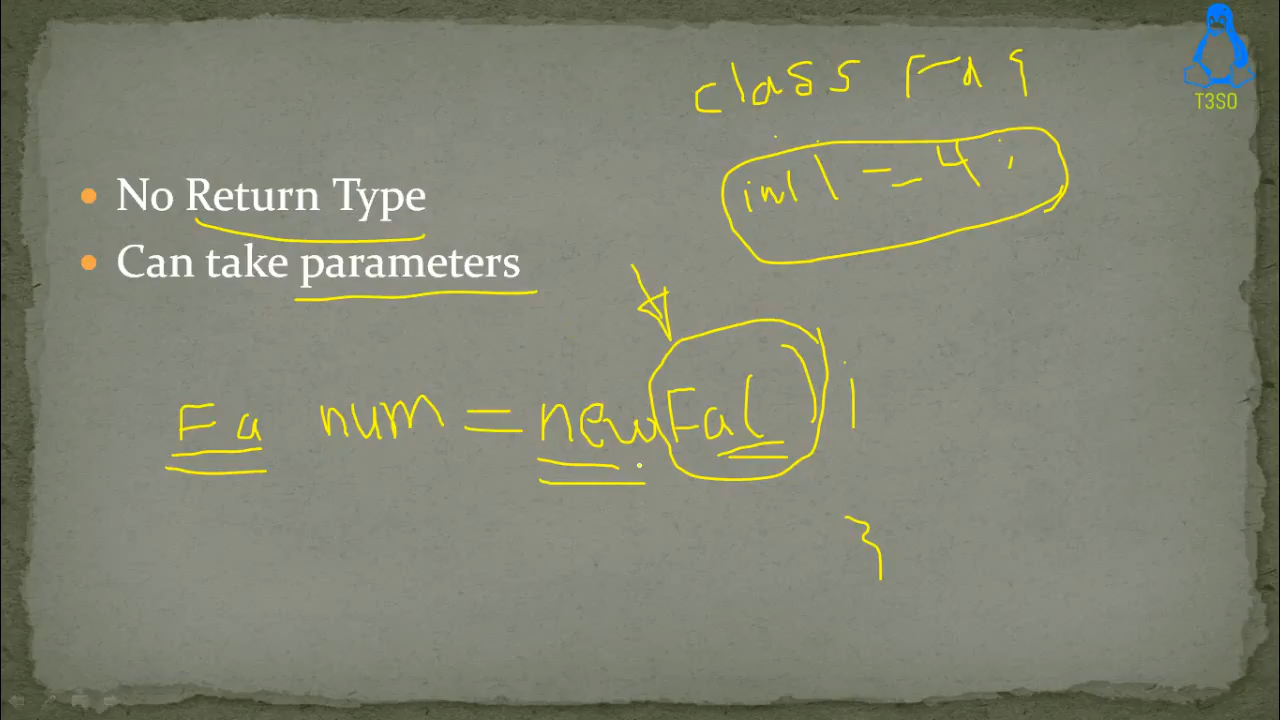 class Fa {
T3SO
int i = 4;
No Return Type
Can take parameters
Fa num = new Fa();
}